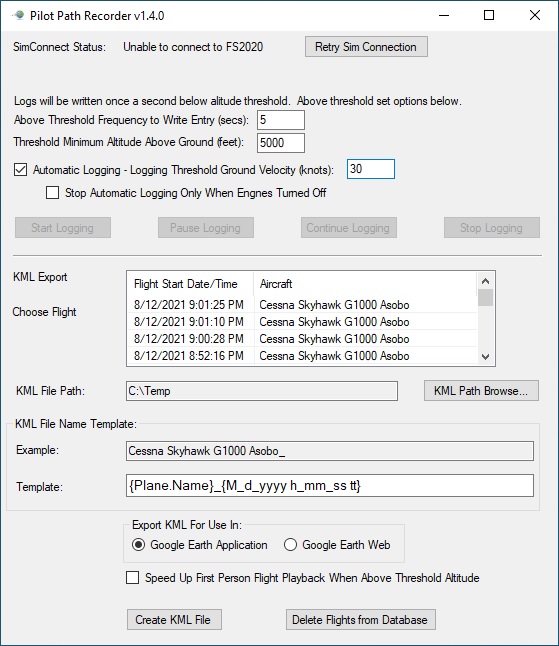 Pilot Path Recorder v1.4.0
SimConnect Status: Unable to connect to FS2020 Retry Sim Connection
Logs will be written once a second below alitude threshold. Above threshold set options below.
Above Threshold Frequency to Write Entry (secs): 5
Threshold Minimum Altitude Above Ground (feet): 5000
Automatic Logging - Logging Threshold Ground Velocity (knots): 30
Stop Automatic Logging Only When Engnes Turned Off
Start Logging Pause Logging Continue Logging Stop Logging
KML Export
Choose Flight
Flight Start Date/Time Aircraft
8/12/2021 9:01:25 PM Cessna Skyhawk G1000 Asobo
8/12/2021 9:01:10 PM Cessna Skyhawk G1000 Asobo
8/12/2021 9:00:28 PM Cessna Skyhawk G1000 Asobo
8/12/2021 8:52:16 PM Cessna Skyhawk G1000 Asobo
KML File Path: C:\Temp KML Path Browse...
KML File Name Template:
Example: Cessna Skyhawk G1000 Asobo_
Template: {Plane.Name}_{M_d_yyyy h_mm_ss tt}
Export KML For Use In:
Google Earth Application Google Earth Web
Speed Up First Person Flight Playback When Above Threshold Altitude
Create KML File Delete Flights from Database